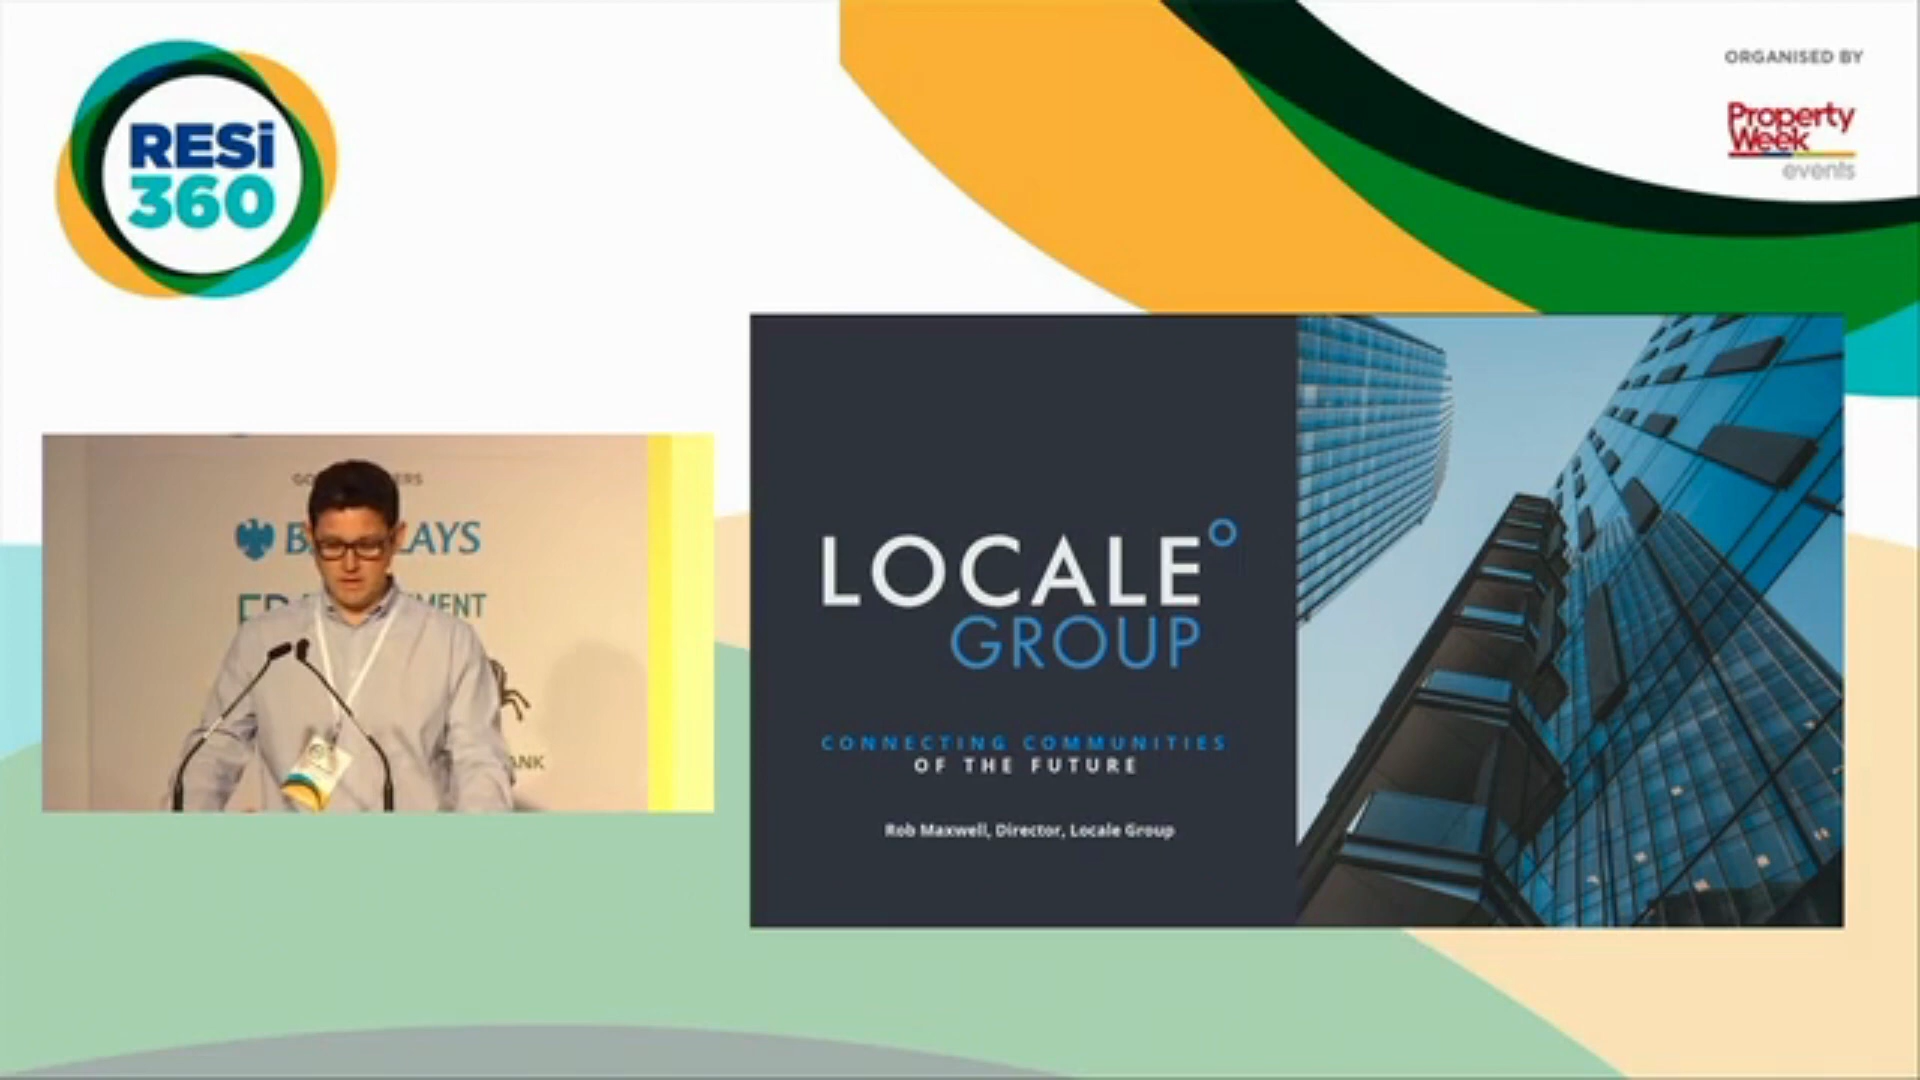 RESi
360
ORGANISED BY
Property
Week
events
LOCALE
GROUP
CONNECTING COMMUNITIES
OF THE FUTURE
Rob Maxwell, Director, Locale Group